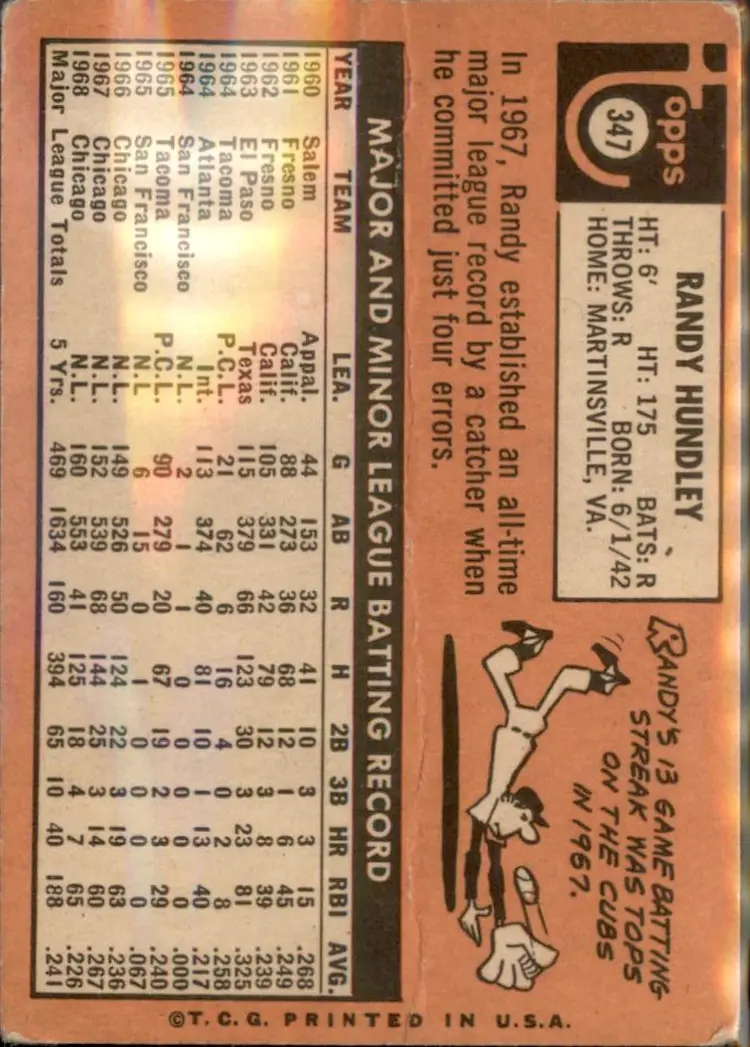 Topps
347
RANDY HUNDLEY
HT: 6' HT: 175 BATS: R
THROWS: R BORN: 6/1/42
HOME: MARTINSVILLE, VA.
In 1967, Randy established an all-time
major league record by a catcher when
he committed just four errors.
RANDY'S 13 GAME BATTING
STREAK WAS TOPS
ON THE CUBS
IN 1967.
MAJOR AND MINOR LEAGUE BATTING RECORD
YEAR TEAM LEA. G AB R H 2B 3B HR RBI AVG.
1960 Salem Appal. 44 153 32 41 10 3 3 15 .268
1961 Fresno Calif. 88 273 36 68 12 1 6 45 .249
1962 Fresno Calif. 105 331 42 79 12 3 8 39 .239
1963 El Paso Texas 115 379 66 123 30 3 23 81 .325
1964 Tacoma P.C.L. 21 62 6 16 4 0 2 8 .258
1964 Atlanta Int. 113 374 40 81 10 1 13 40 .217
1964 San Francisco N.L. 2 1 1 0 0 0 0 0 .000
1965 Tacoma P.C.L. 90 279 20 67 19 2 3 29 .240
1965 San Francisco N.L 6 15 0 1 0 0 0 0 .067
1966 Chicago N.L. 149 526 50 124 22 3 19 63 .236
1967 Chicago N.L. 152 539 68 144 25 3 14 60 .267
1968 Chicago N.L. 160 553 41 125 18 4 7 65 .226
Major League Totals 5 Yrs. 469 1634 160 394 65 10 40 188 .241
©T.C.G. PRINTED IN U.S.A.